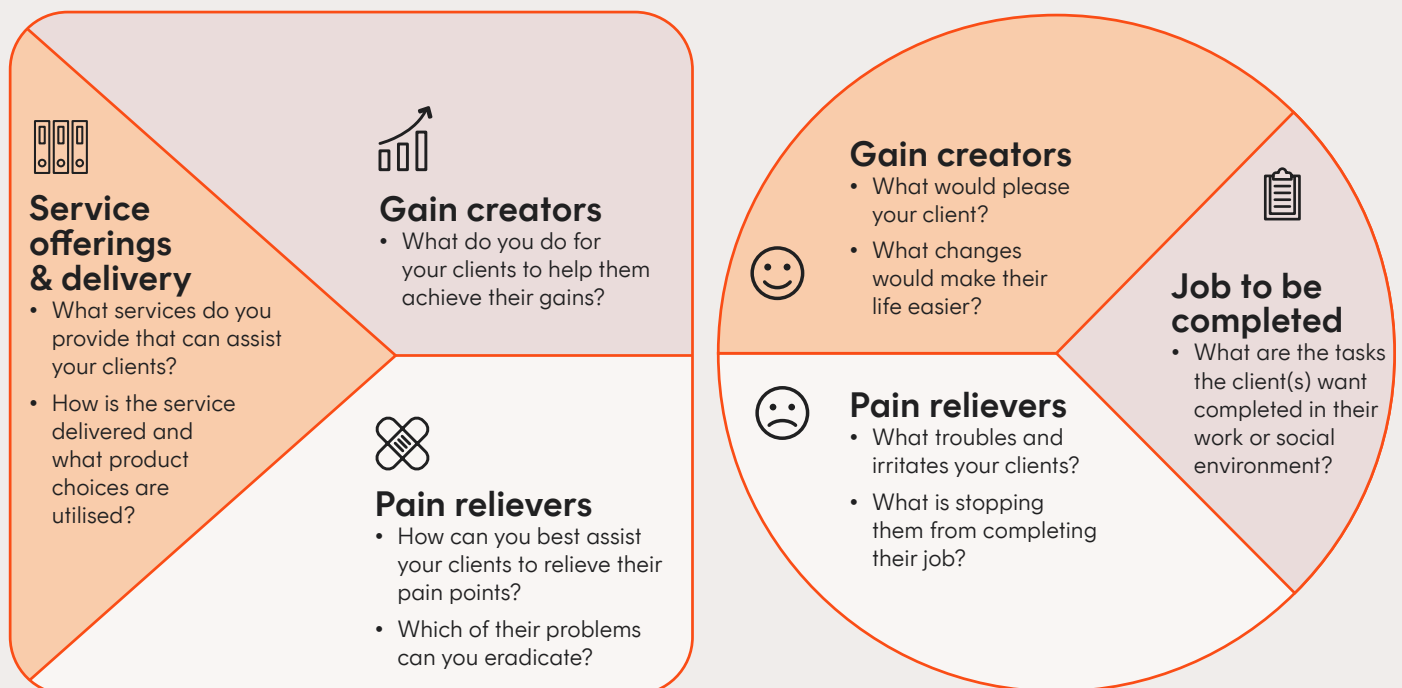 Service
offerings
& delivery
• What services do you
provide that can assist
your clients?
• How is the service
delivered and
what product
choices are
utilised?
Gain creators
• What do you do for
your clients to help them
achieve their gains?
Pain relievers
• How can you best assist
your clients to relieve their
pain points?
• Which of their problems
can you eradicate?
Gain creators
• What would please
your client?
• What changes
would make their
life easier?
Pain relievers
• What troubles and
irritates your clients?
• What is stopping
them from completing
their job?
Job to be
completed
• What are the tasks
the client(s) want
completed in their
work or social
environment?